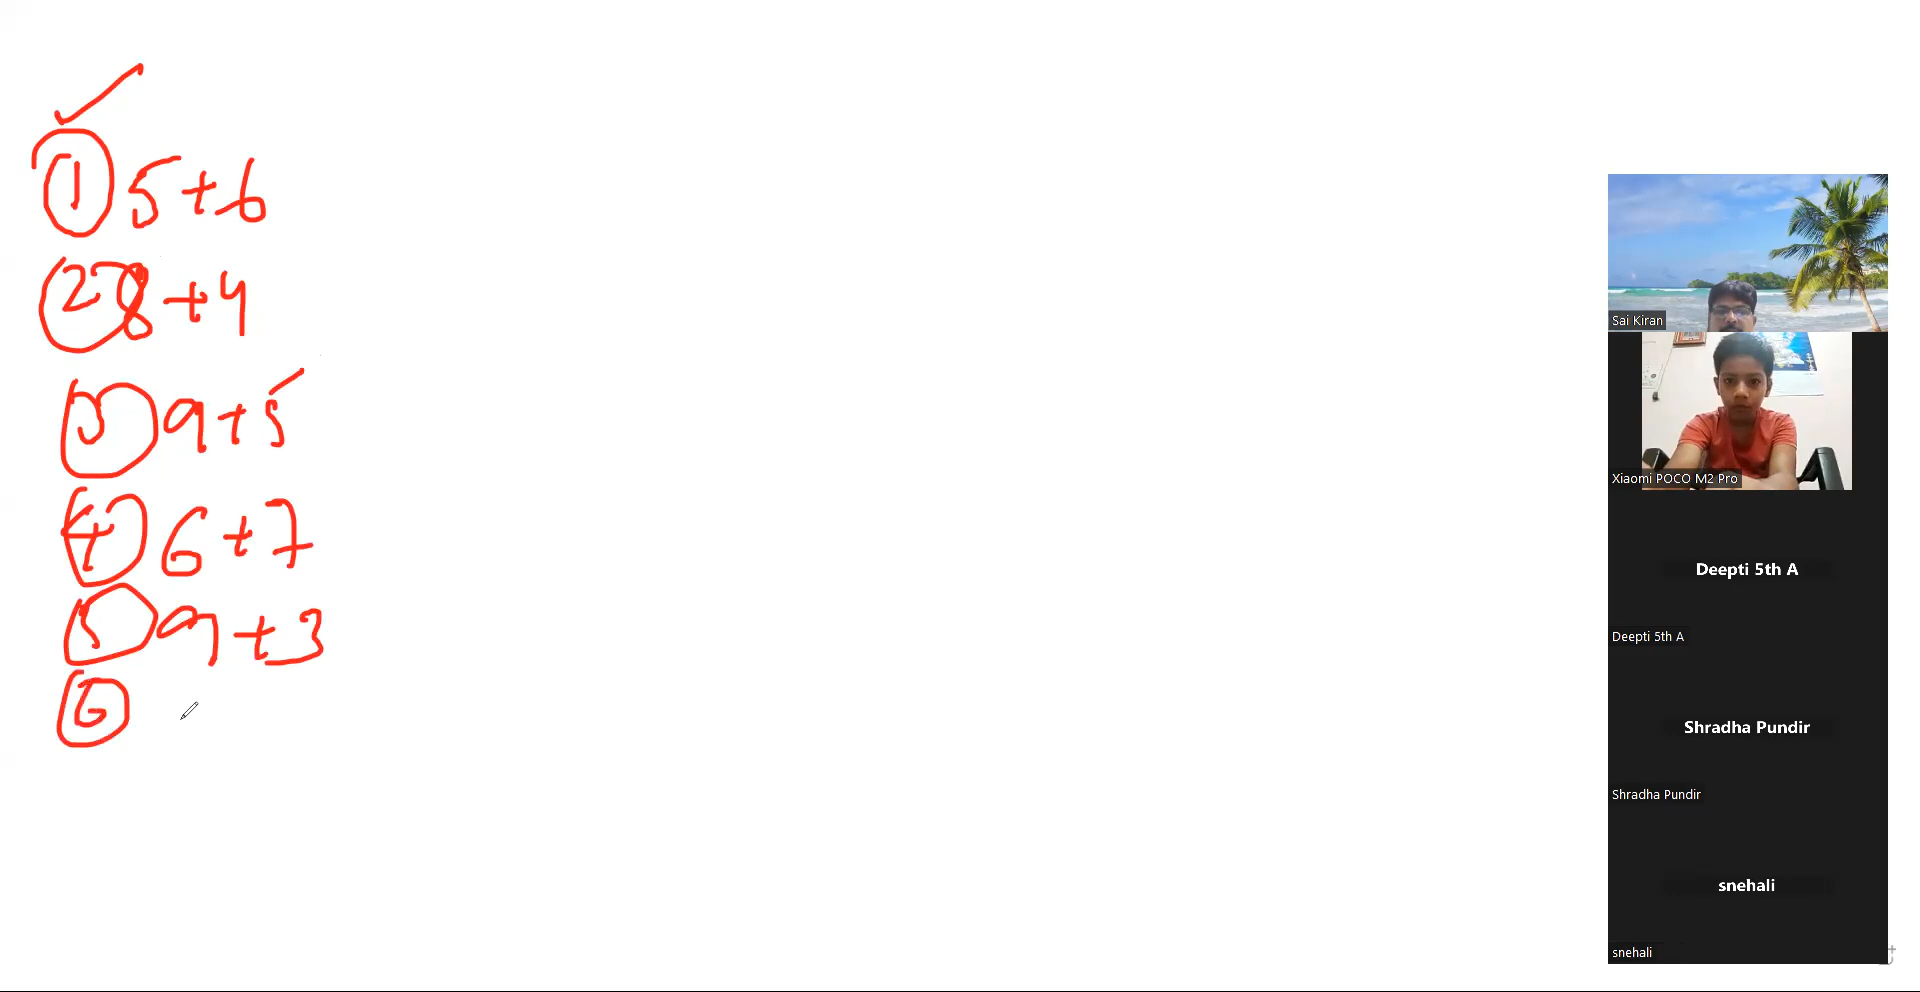 ① 5+6
② 8+4
③ 9+5
④ 6+7
⑤ 9+3
⑥
Sai Kiran
Xiaomi POCO M2 Pro
Deepti 5th A
Deepti 5th A
Shradha Pundir
Shradha Pundir
snehali
snehali